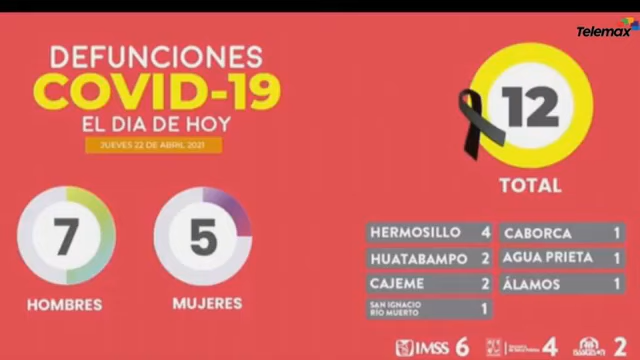 Telemax
DEFUNCIONES
COVID-19
EL DIA DE HOY
JUEVES 22 DE ABRIL 2021
7
HOMBRES
5
MUJERES
12
TOTAL
HERMOSILLO 4
HUATABAMPO 2
CAJEME 2
SAN IGNACIO
RÍO MUERTO 1
CABORCA 1
AGUA PRIETA 1
ÁLAMOS 1
IMSS 6
4
2